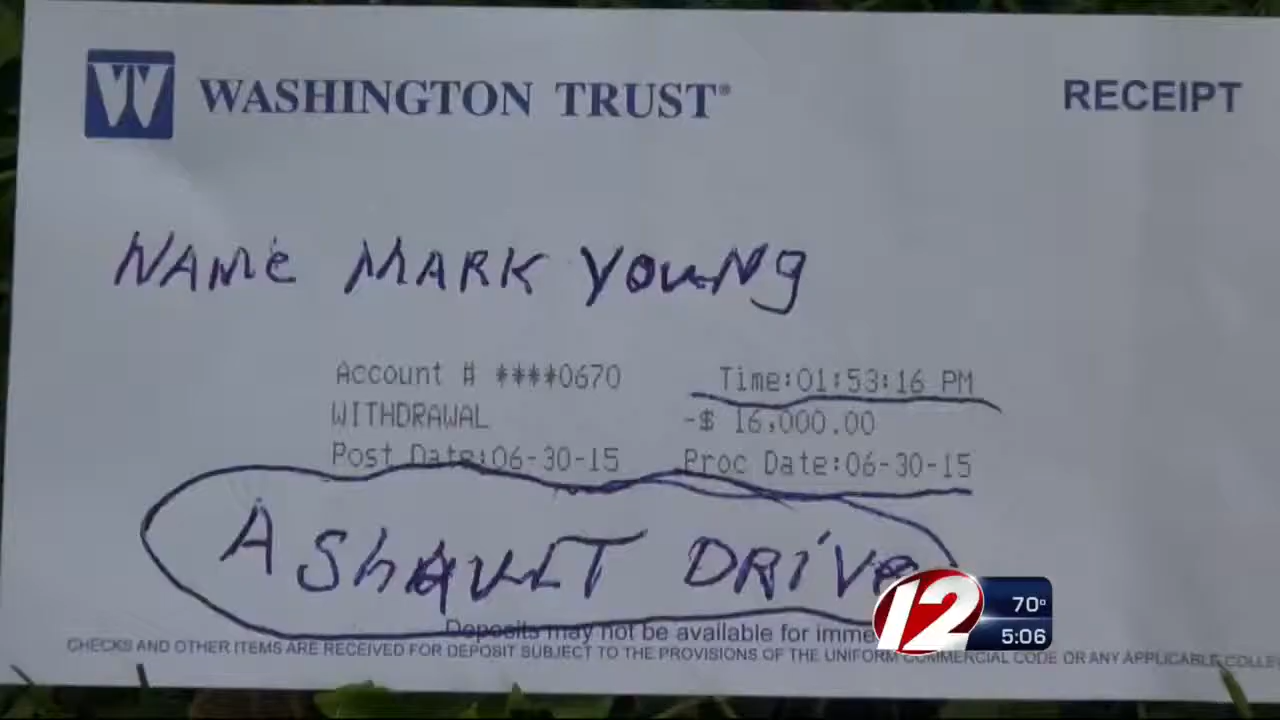 WASHINGTON TRUST® RECEIPT
NAMe MARK YouNg
Account # ****0670 Time:01:53:16 PM
WITHDRAWAL -$ 16,000.00
Post Date:06-30-15 Proc Date:06-30-15
AShauLT DRiVe
Deposits may not be available for imme
CHECKS AND OTHER ITEMS ARE RECEIVED FOR DEPOSIT SUBJECT TO THE PROVISIONS OF THE UNIFORM COMMERCIAL CODE OR ANY APPLICABLE COLLE
12
70°
5:06